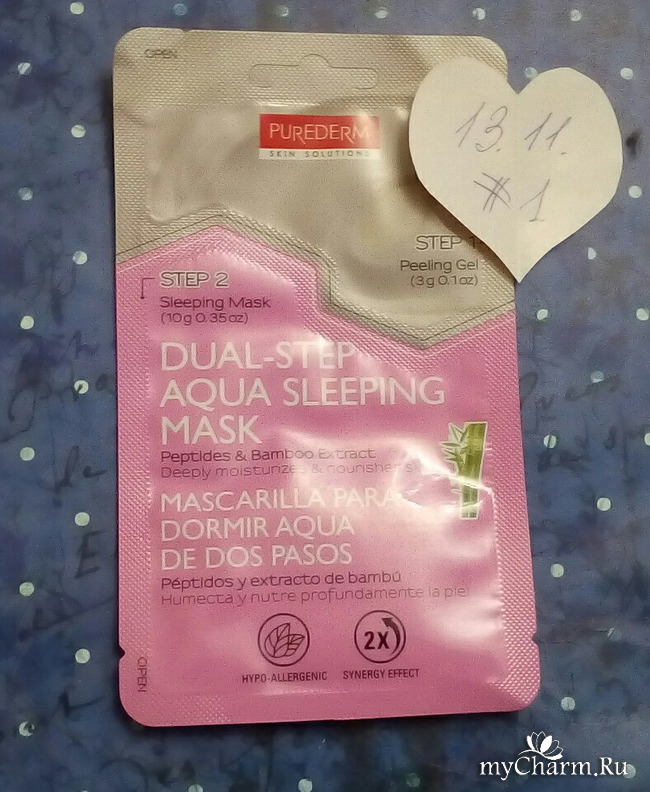 OPEN
PUREDERM
SKIN SOLUTIONS
13.11.
#1
STEP 1
Peeling Gel
(3g 0.1oz)
STEP 2
Sleeping Mask
(10g 0.35oz)
DUAL-STEP
AQUA SLEEPING
MASK
Peptides & Bamboo Extract
Deeply moisturizes & nourishes
MASCARILLA PARA
DORMIR AQUA
DE DOS PASOS
Péptidos y extracto de bambú
Humecta y nutre profundamente la piel
2X
HYPO-ALLERGENIC
SYNERGY EFFECT
OPEN
myCharm.Ru